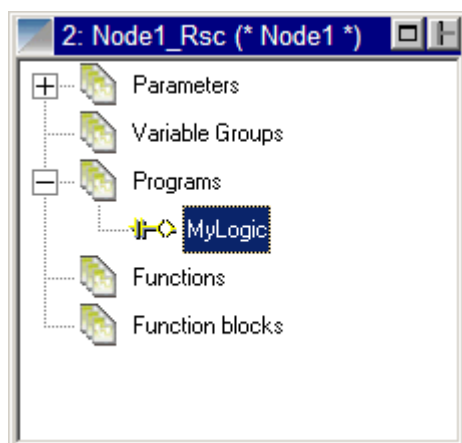 2: Node1_Rsc (* Node1 *)
Parameters
Variable Groups
Programs
MyLogic
Functions
Function blocks